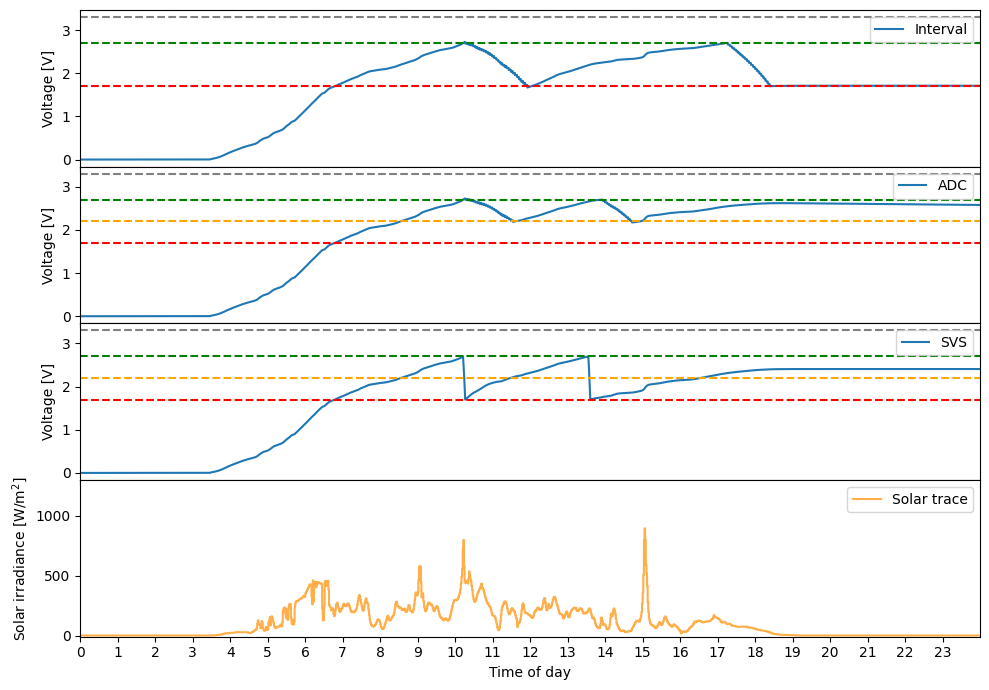 Voltage [V]
3
2
1
0
Interval
Voltage [V]
3
2
1
0
ADC
Voltage [V]
3
2
1
0
SVS
Solar irradiance [W/m²]
1000
500
0
Solar trace
0 1 2 3 4 5 6 7 8 9 10 11 12 13 14 15 16 17 18 19 20 21 22 23
Time of day